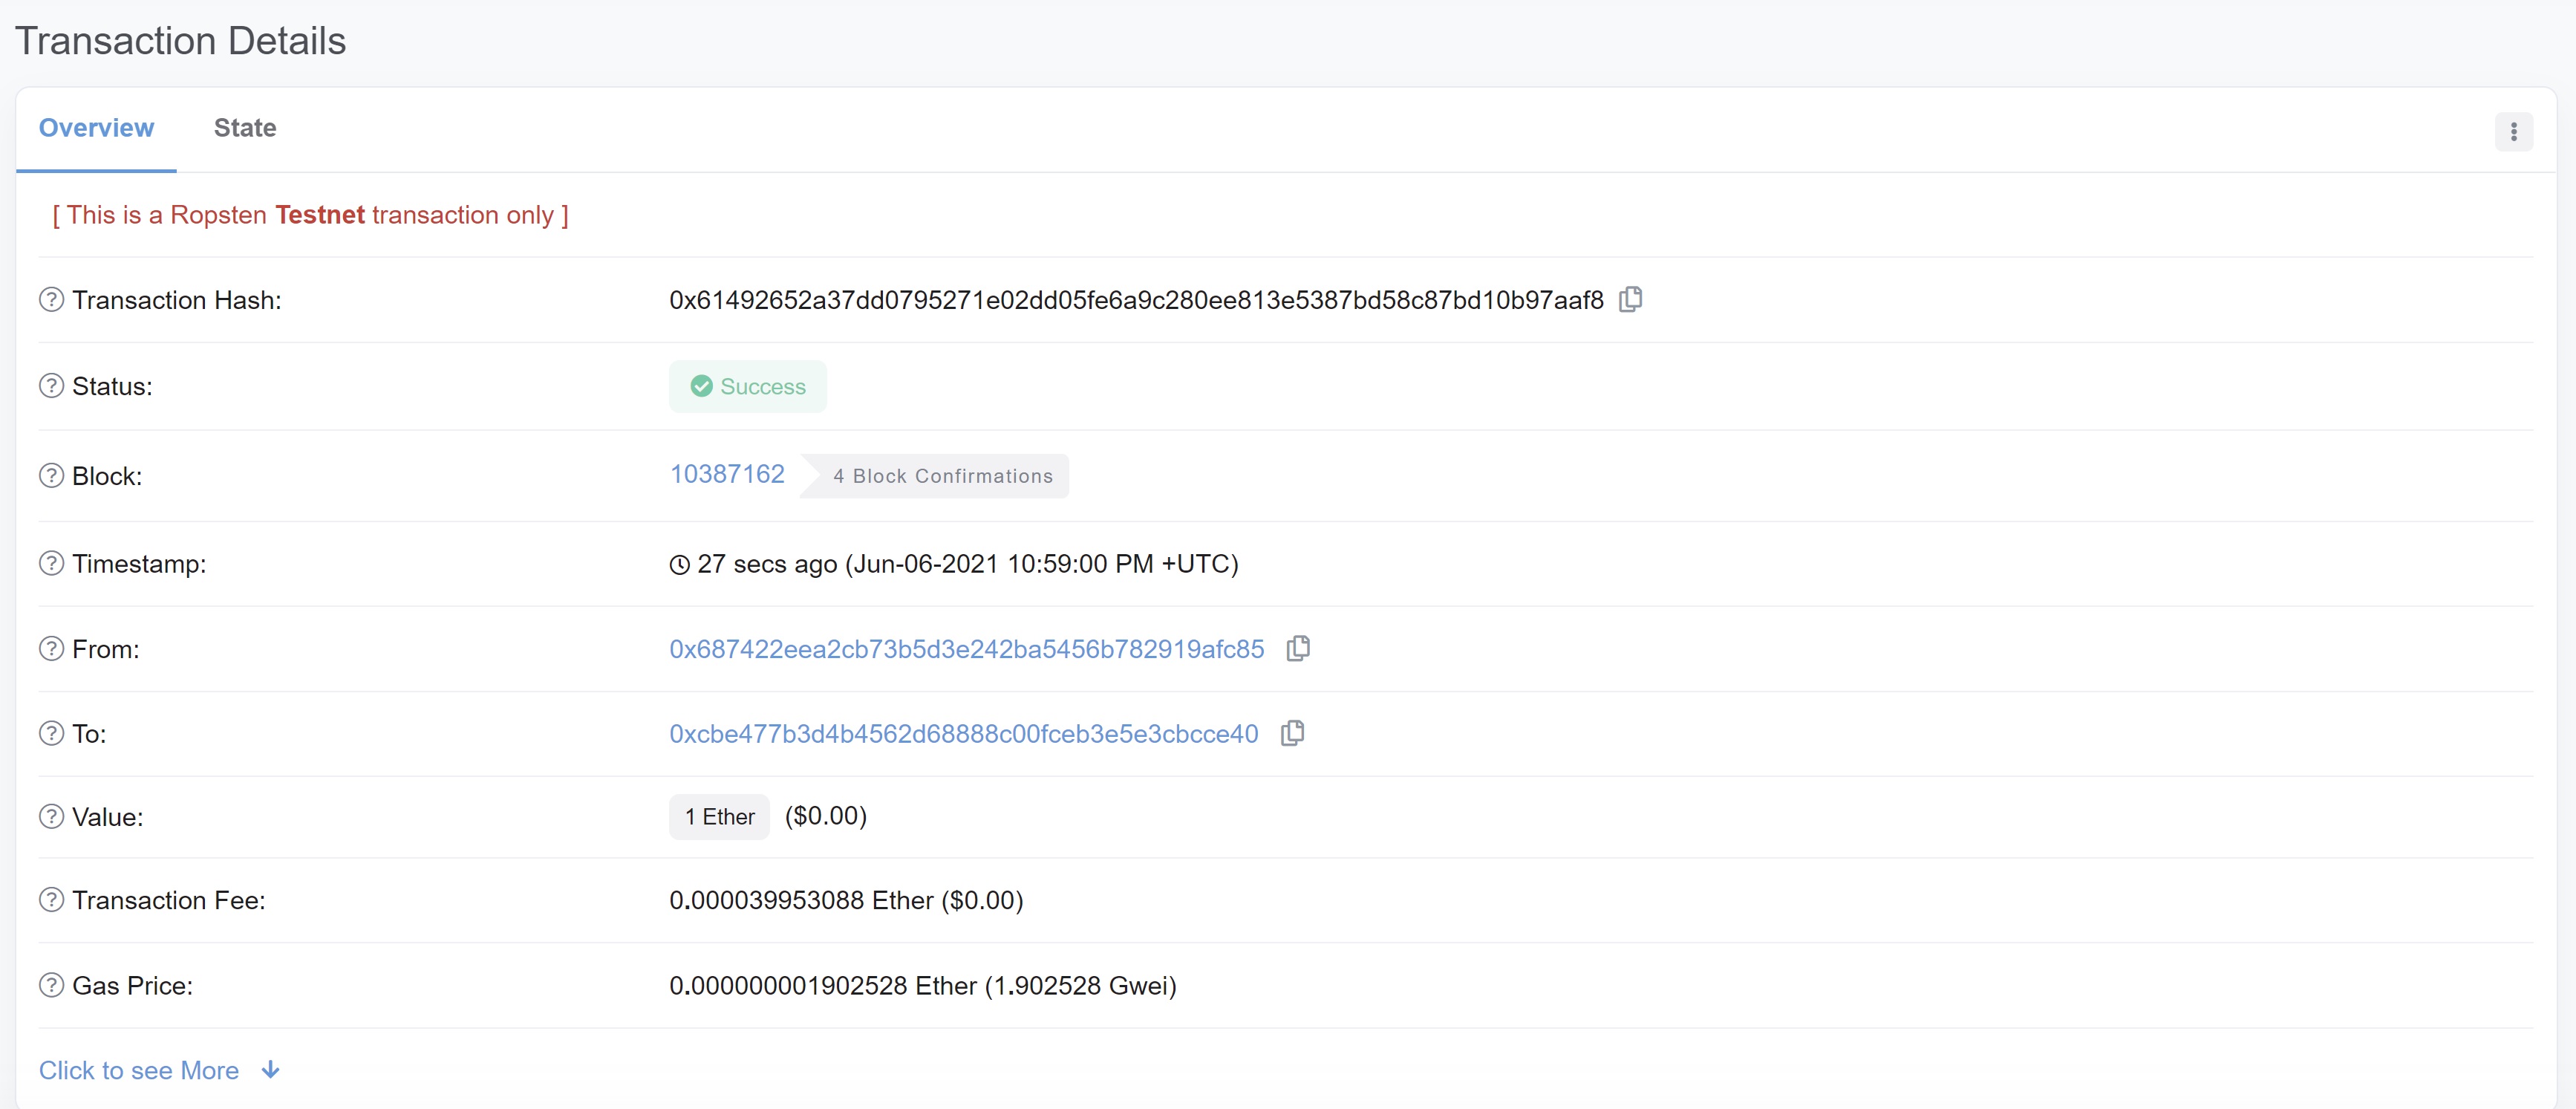 Transaction Details
Overview State
[ This is a Ropsten Testnet transaction only ]
Transaction Hash: 0x61492652a37dd0795271e02dd05fe6a9c280ee813e5387bd58c87bd10b97aaf8
Status: Success
Block: 10387162 4 Block Confirmations
Timestamp: 27 secs ago (Jun-06-2021 10:59:00 PM +UTC)
From: 0x687422eea2cb73b5d3e242ba5456b782919afc85
To: 0xcbe477b3d4b4562d68888c00fceb3e5e3cbcce40
Value: 1 Ether ($0.00)
Transaction Fee: 0.000039953088 Ether ($0.00)
Gas Price: 0.000000001902528 Ether (1.902528 Gwei)
Click to see More